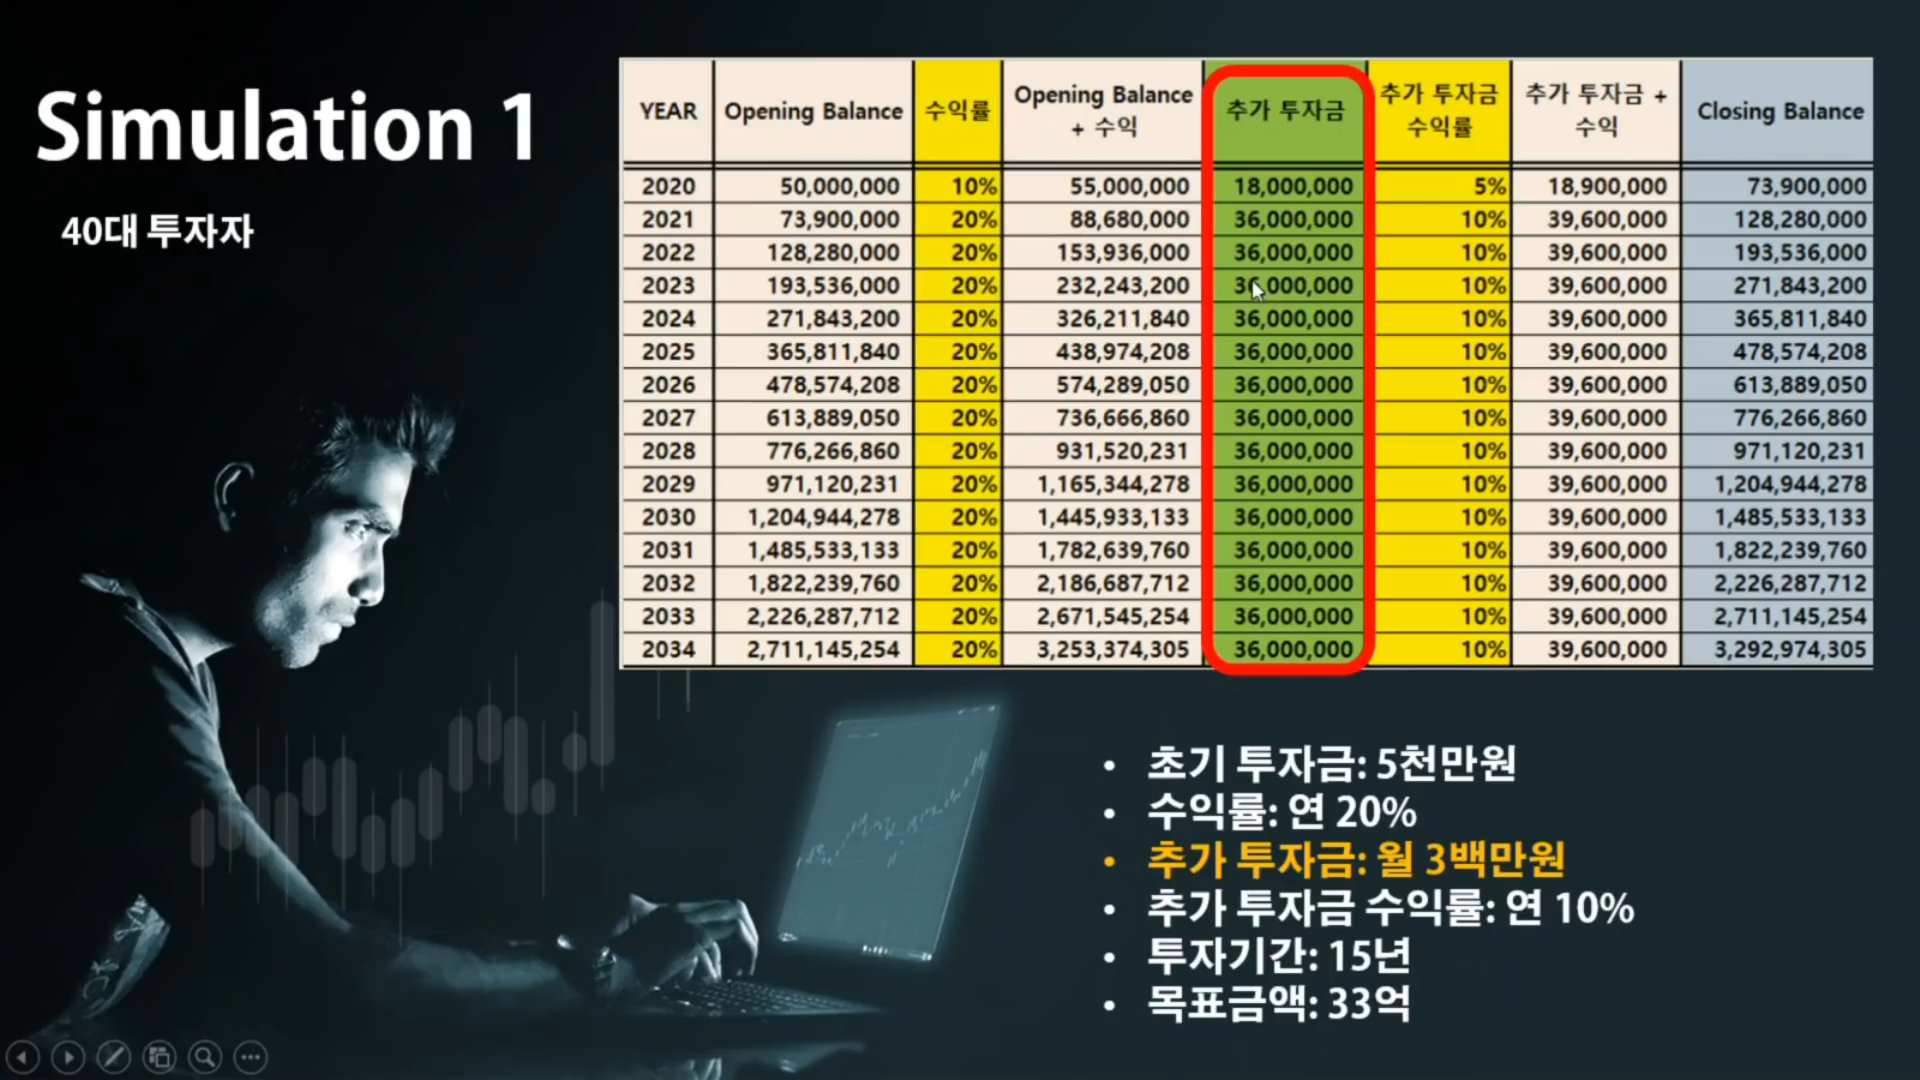 Simulation 1
40대 투자자
YEAR Opening Balance 수익률 Opening Balance + 수익 추가 투자금 추가 투자금 수익률 추가 투자금 + 수익 Closing Balance
2020 50,000,000 10% 55,000,000 18,000,000 5% 18,900,000 73,900,000
2021 73,900,000 20% 88,680,000 36,000,000 10% 39,600,000 128,280,000
2022 128,280,000 20% 153,936,000 36,000,000 10% 39,600,000 193,536,000
2023 193,536,000 20% 232,243,200 36,000,000 10% 39,600,000 271,843,200
2024 271,843,200 20% 326,211,840 36,000,000 10% 39,600,000 365,811,840
2025 365,811,840 20% 438,974,208 36,000,000 10% 39,600,000 478,574,208
2026 478,574,208 20% 574,289,050 36,000,000 10% 39,600,000 613,889,050
2027 613,889,050 20% 736,666,860 36,000,000 10% 39,600,000 776,266,860
2028 776,266,860 20% 931,520,231 36,000,000 10% 39,600,000 971,120,231
2029 971,120,231 20% 1,165,344,278 36,000,000 10% 39,600,000 1,204,944,278
2030 1,204,944,278 20% 1,445,933,133 36,000,000 10% 39,600,000 1,485,533,133
2031 1,485,533,133 20% 1,782,639,760 36,000,000 10% 39,600,000 1,822,239,760
2032 1,822,239,760 20% 2,186,687,712 36,000,000 10% 39,600,000 2,226,287,712
2033 2,226,287,712 20% 2,671,545,254 36,000,000 10% 39,600,000 2,711,145,254
2034 2,711,145,254 20% 3,253,374,305 36,000,000 10% 39,600,000 3,292,974,305
• 초기 투자금: 5천만원
• 수익률: 연 20%
• 추가 투자금: 월 3백만원
• 추가 투자금 수익률: 연 10%
• 투자기간: 15년
• 목표금액: 33억